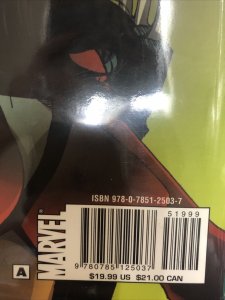 ISBN 978-0-7851-2503-7
51999
MARVEL
9 780785 125037
A
$19.99 US $21.00 CAN